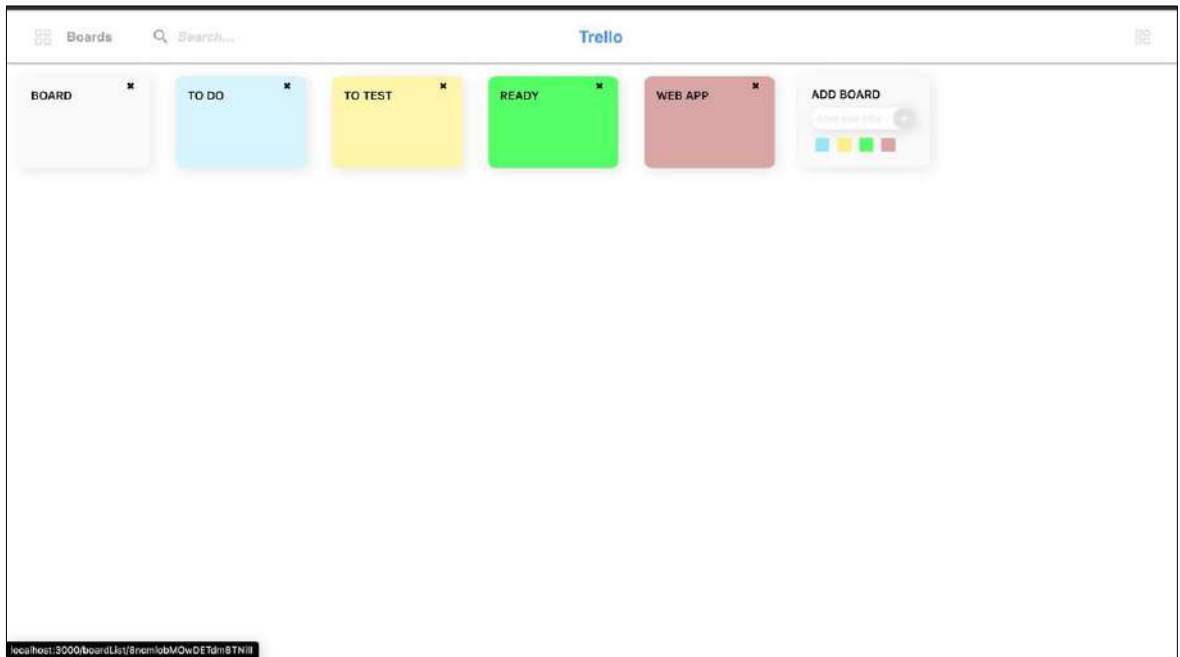 Boards
Search...
Trello
BOARD
TO DO
TO TEST
READY
WEB APP
ADD BOARD